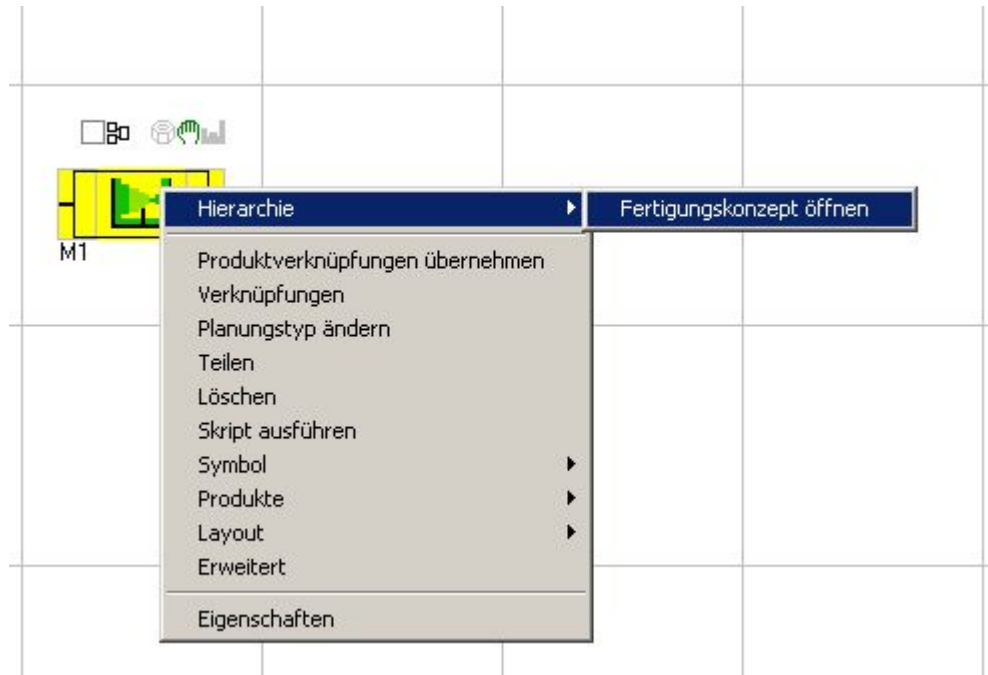 M1
Hierarchie
Fertigungskonzept öffnen
Produktverknüpfungen übernehmen
Verknüpfungen
Planungstyp ändern
Teilen
Löschen
Skript ausführen
Symbol
Produkte
Layout
Erweitert
Eigenschaften